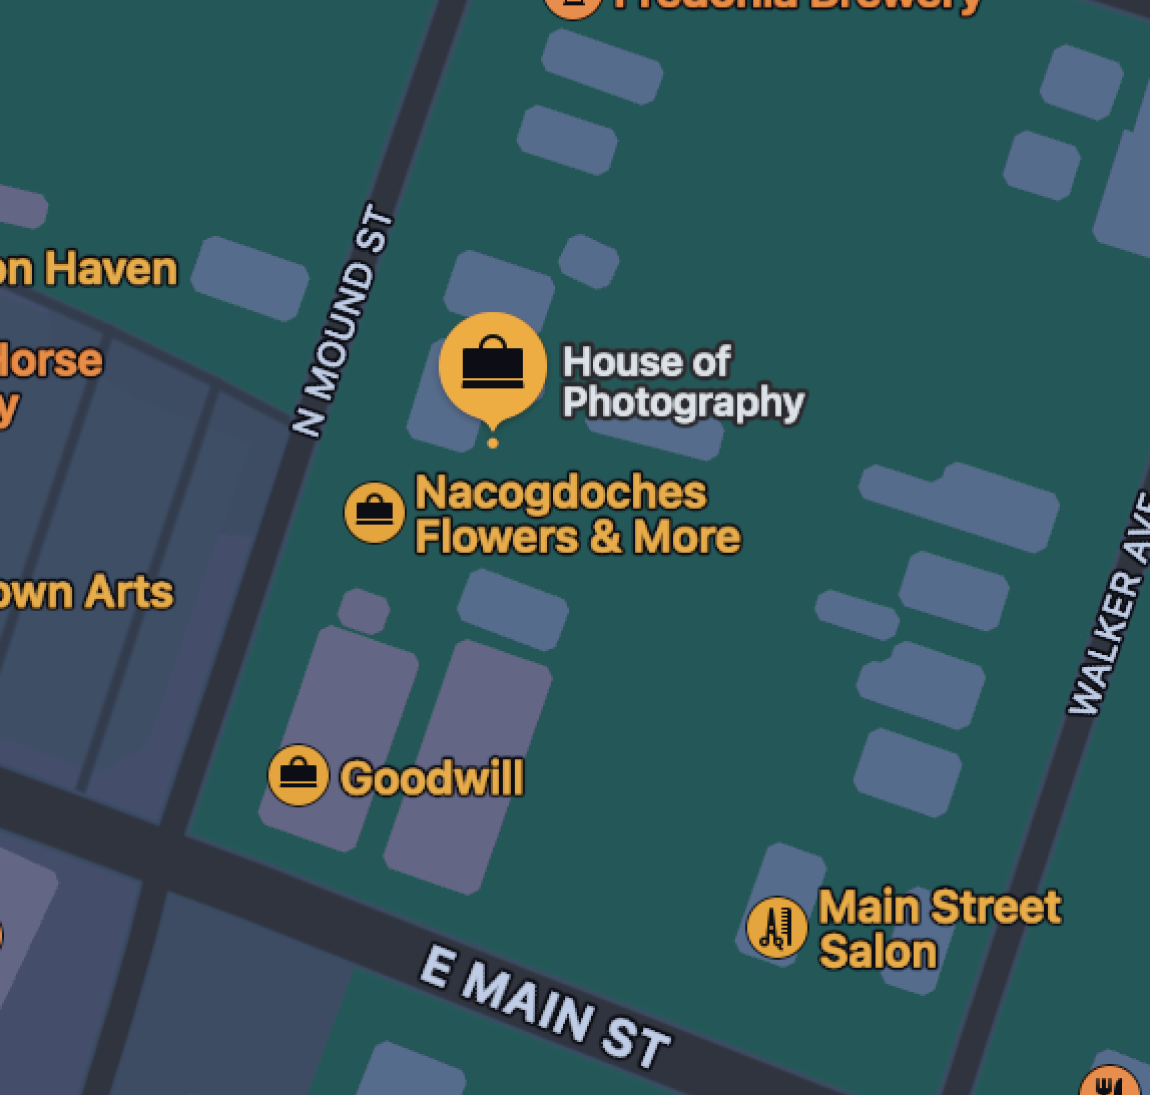 Fredonia Brewery
on Haven
N MOUND ST
Horse
y
House of
Photography
Nacogdoches
Flowers & More
own Arts
WALKER AVE
Goodwill
Main Street
Salon
E MAIN ST